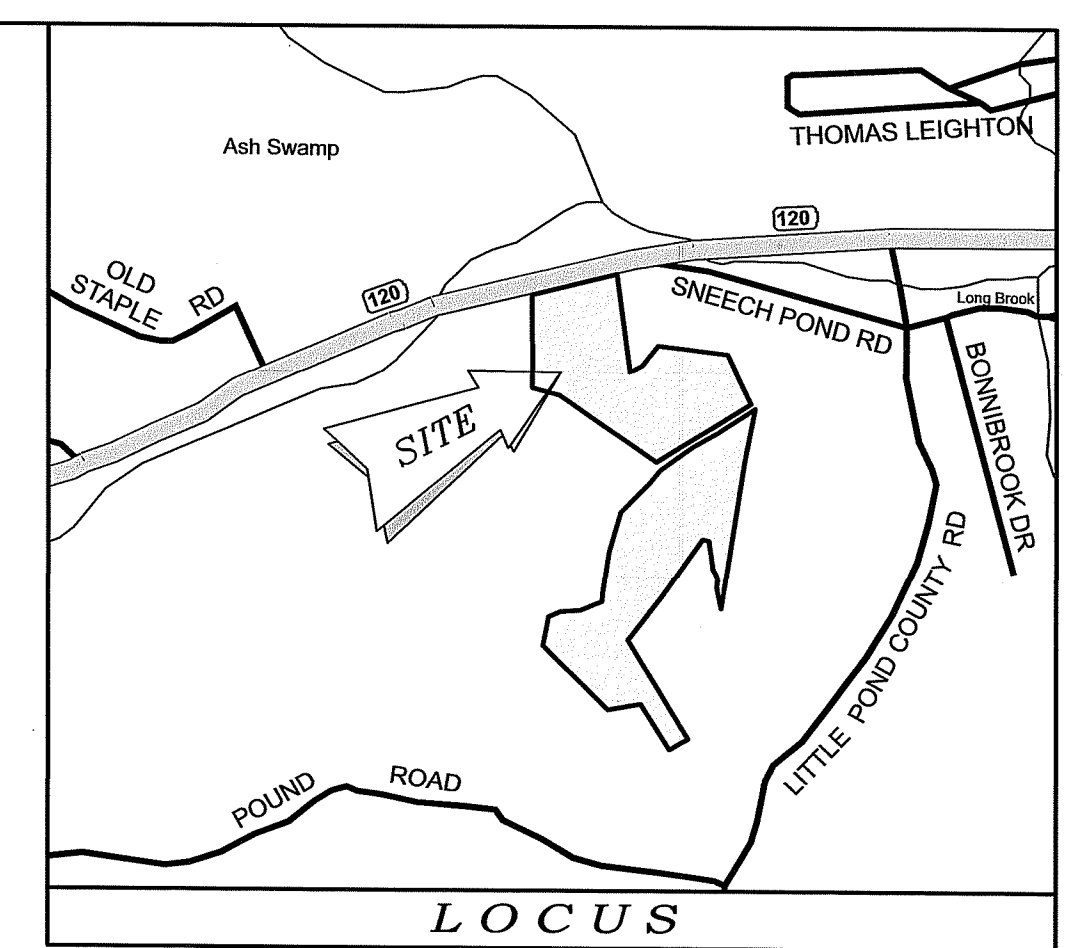 THOMAS LEIGHTON
Ash Swamp
120
OLD
STAPLE RD
120
SNEECH POND RD
Long Brook
BONNIBROOK DR
SITE
LITTLE POND COUNTY RD
POUND ROAD
LOCUS